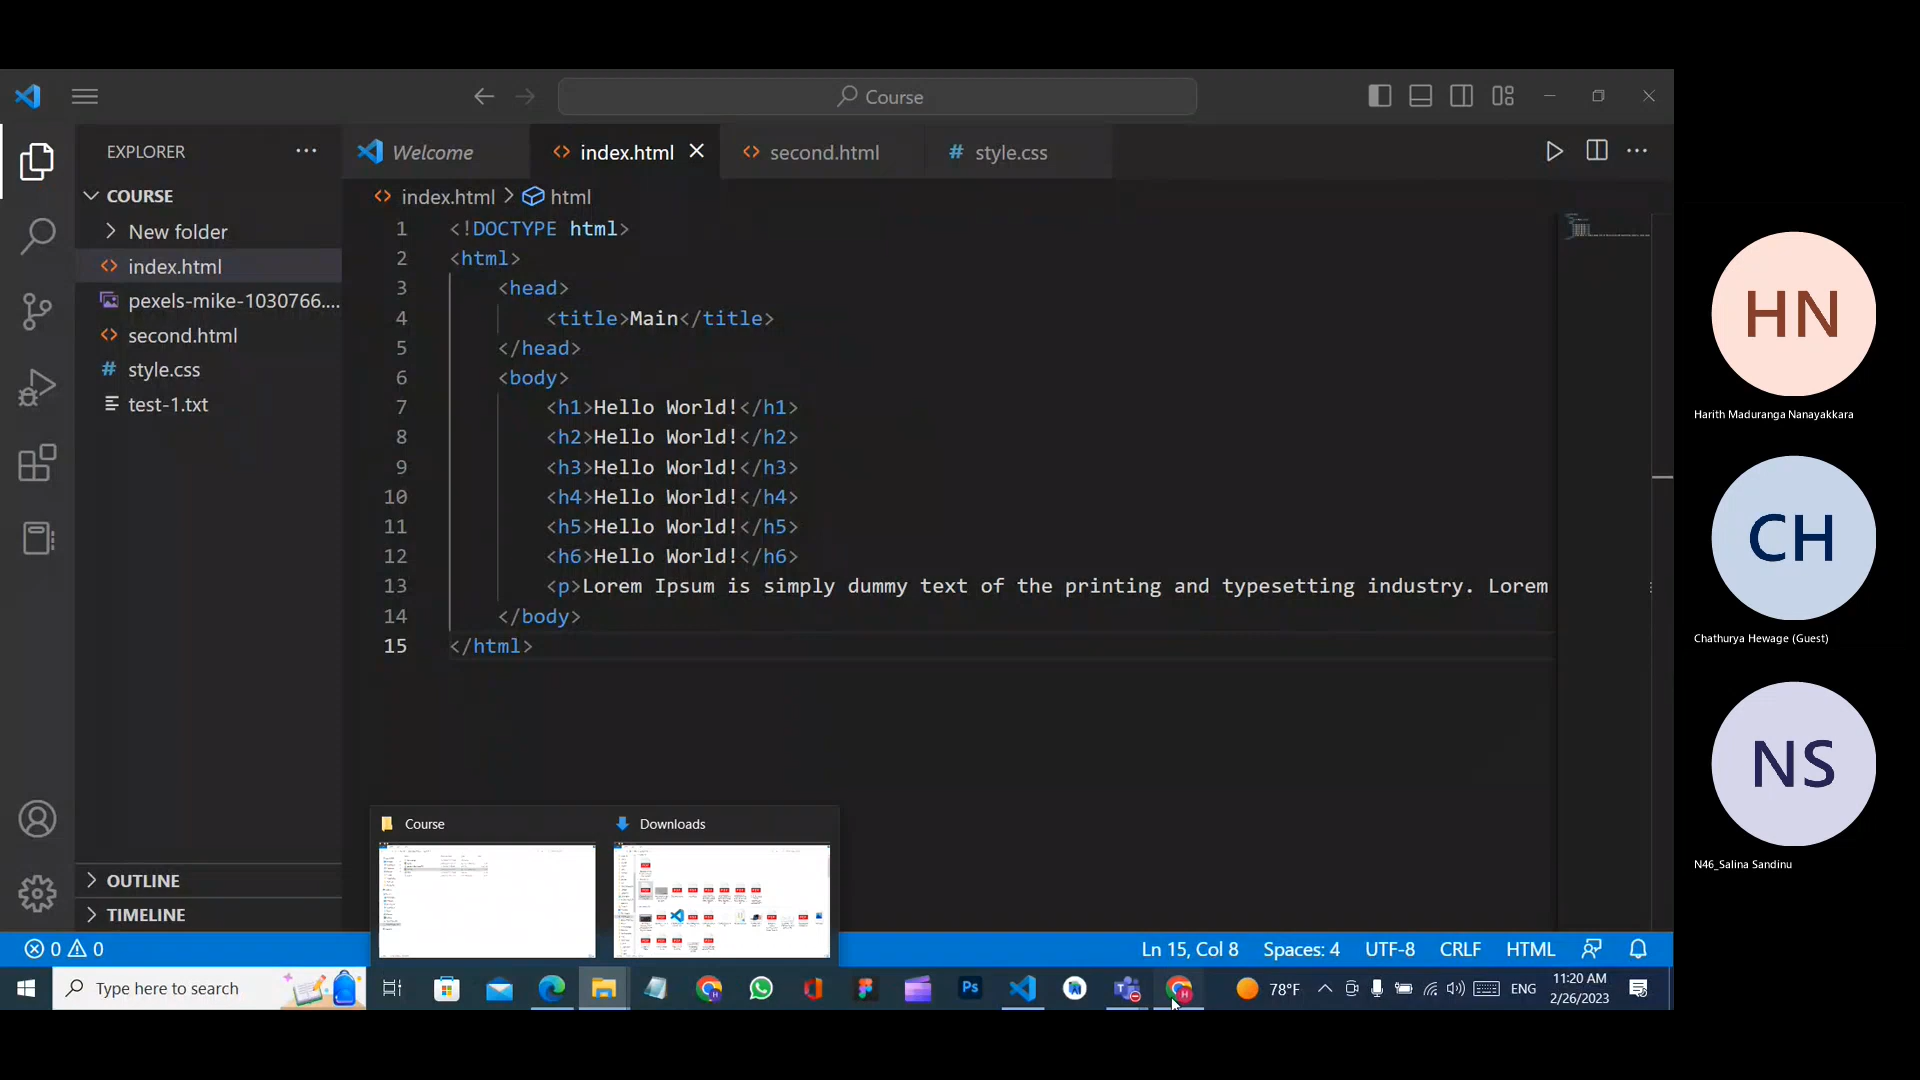 Course
EXPLORER
Welcome
index.html
second.html
# style.css
COURSE
New folder
index.html
pexels-mike-1030766....
second.html
# style.css
test-1.txt
OUTLINE
TIMELINE
index.html > html
1 <!DOCTYPE html>
2 <html>
3 <head>
4 <title>Main</title>
5 </head>
6 <body>
7 <h1>Hello World!</h1>
8 <h2>Hello World!</h2>
9 <h3>Hello World!</h3>
10 <h4>Hello World!</h4>
11 <h5>Hello World!</h5>
12 <h6>Hello World!</h6>
13 <p>Lorem Ipsum is simply dummy text of the printing and typesetting industry. Lorem
14 </body>
15 </html>
Course
Downloads
0 0
Ln 15, Col 8 Spaces: 4 UTF-8 CRLF HTML
Type here to search
Ps
78°F
ENG
11:20 AM
2/26/2023
HN
Harith Maduranga Nanayakkara
CH
Chathurya Hewage (Guest)
NS
N46_Salina Sandinu